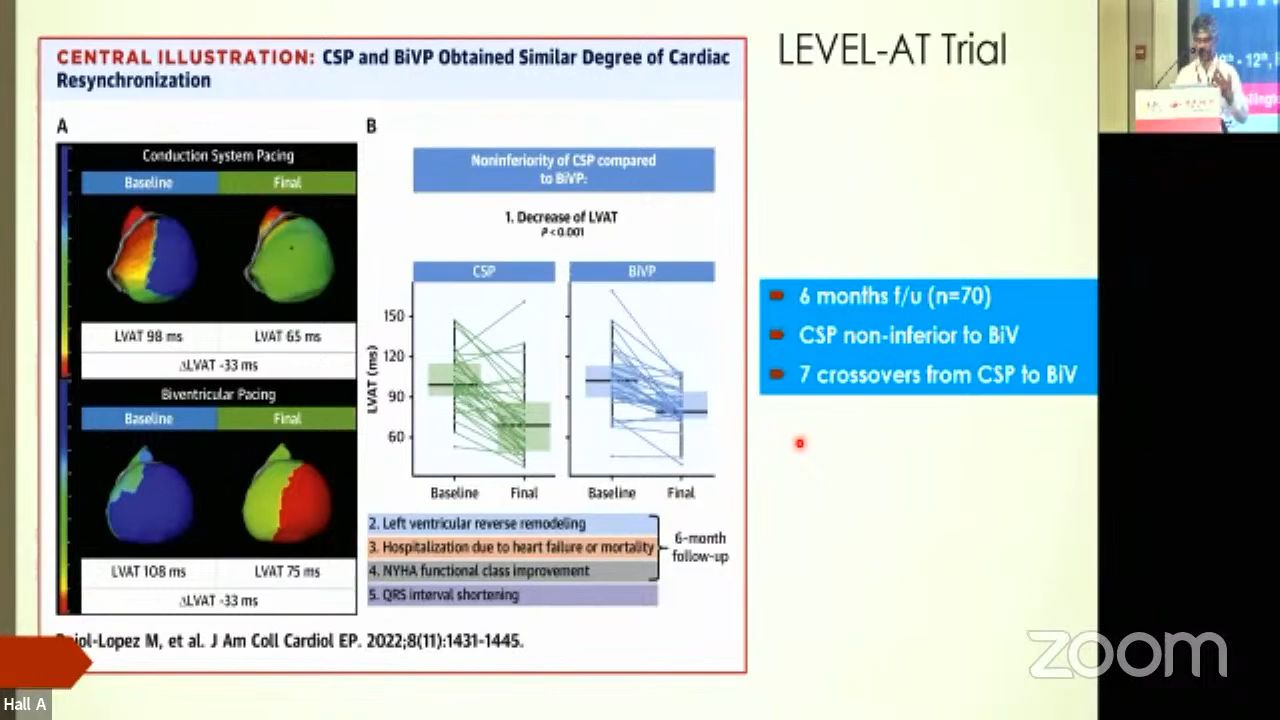 CENTRAL ILLUSTRATION: CSP and BiVP Obtained Similar Degree of Cardiac
Resynchronization
A
Conduction System Pacing
Baseline
Final
LVAT 98 ms
LVAT 65 ms
ΔLVAT -33 ms
Biventricular Pacing
Baseline
Final
LVAT 108 ms
LVAT 75 ms
ΔLVAT -33 ms
B
Noninferiority of CSP compared
to BiVP:
1. Decrease of LVAT
P < 0.001
CSP
BiVP
LVAT (ms)
150
120
90
60
Baseline
Final
Baseline
Final
2. Left ventricular reverse remodeling
3. Hospitalization due to heart failure or mortality
4. NYHA functional class improvement
5. QRS interval shortening
6-month
follow-up
jol-Lopez M, et al. J Am Coll Cardiol EP. 2022;8(11):1431-1445.
LEVEL-AT Trial
6 months f/u (n=70)
CSP non-inferior to BiV
7 crossovers from CSP to BiV
zoom
Hall A